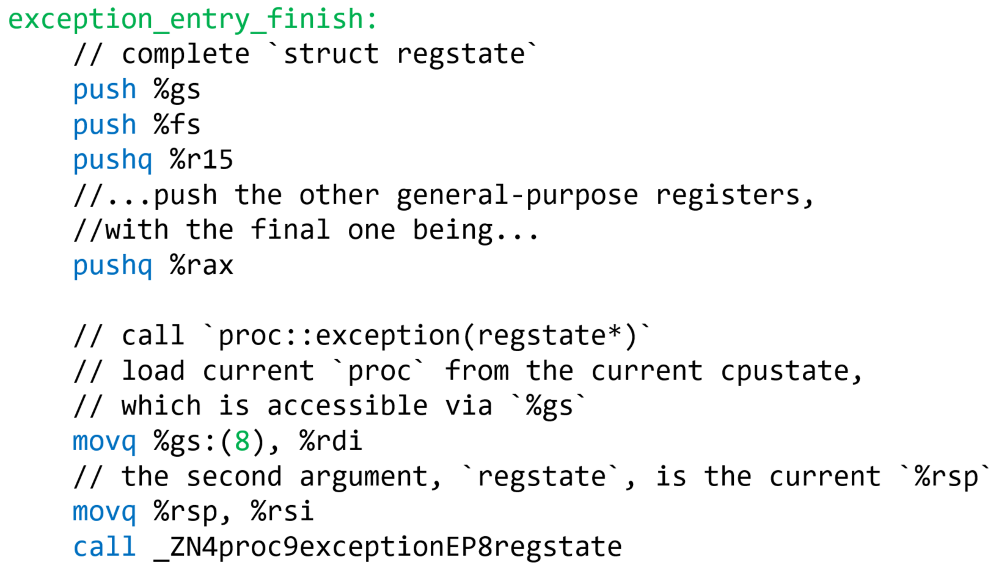 exception_entry_finish:
    // complete `struct regstate`
    push %gs
    push %fs
    pushq %r15
    //...push the other general-purpose registers,
    //with the final one being...
    pushq %rax

    // call `proc::exception(regstate*)`
    // load current `proc` from the current cpustate,
    // which is accessible via `%gs`
    movq %gs:(8), %rdi
    // the second argument, `regstate`, is the current `%rsp`
    movq %rsp, %rsi
    call _ZN4proc9exceptionEP8regstate